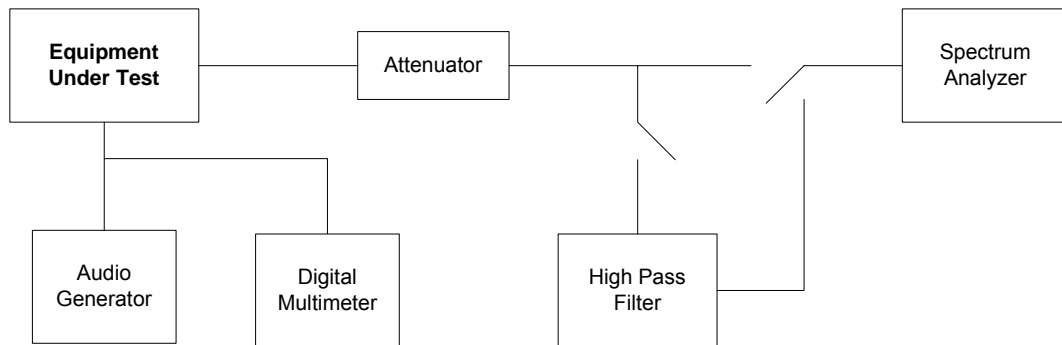 Equipment
Under Test
Attenuator
Spectrum
Analyzer
Audio
Generator
Digital
Multimeter
High Pass
Filter